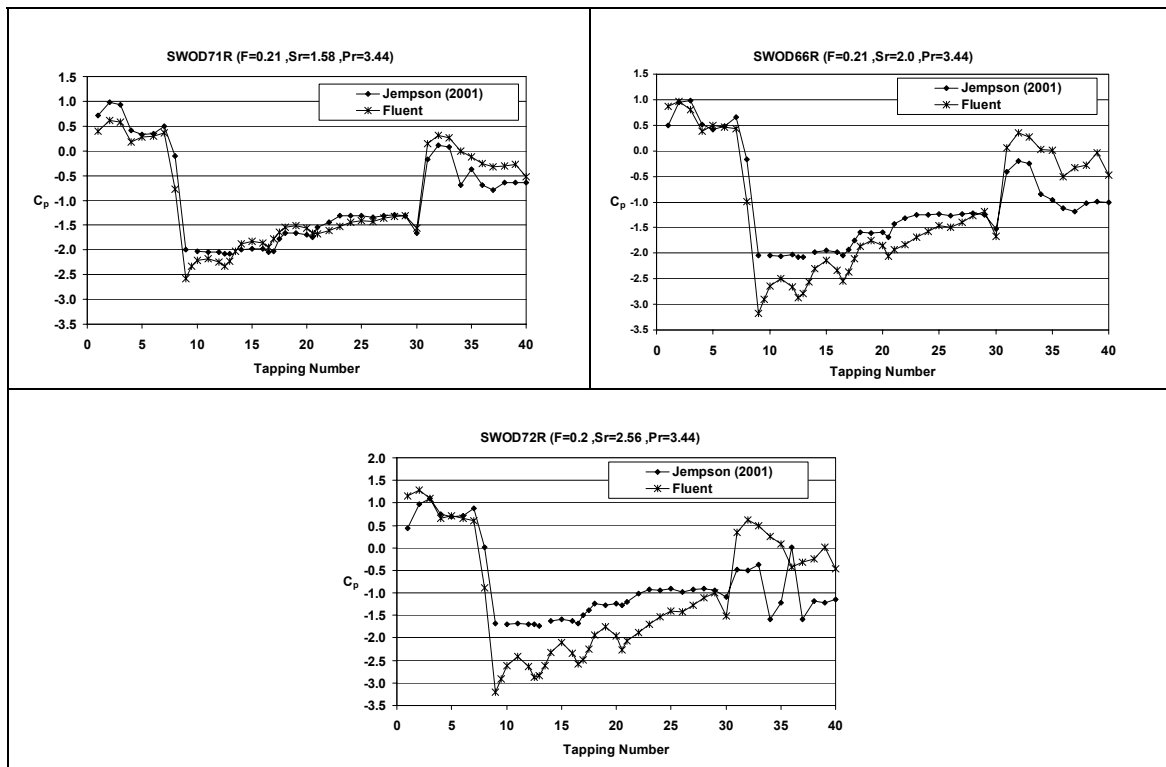 SWOD71R (F=0.21 ,Sr=1.58 ,Pr=3.44)
Jempson (2001)
Fluent
1.5
1.0
0.5
0.0
-0.5
-1.0
-1.5
-2.0
-2.5
-3.0
-3.5
Cp
0 5 10 15 20 25 30 35 40
Tapping Number
SWOD66R (F=0.21 ,Sr=2.0 ,Pr=3.44)
Jempson (2001)
Fluent
1.5
1.0
0.5
0.0
-0.5
-1.0
-1.5
-2.0
-2.5
-3.0
-3.5
Cp
0 5 10 15 20 25 30 35 40
Tapping Number
SWOD72R (F=0.2 ,Sr=2.56 ,Pr=3.44)
Jempson (2001)
Fluent
2.0
1.5
1.0
0.5
0.0
-0.5
-1.0
-1.5
-2.0
-2.5
-3.0
-3.5
Cp
0 5 10 15 20 25 30 35 40
Tapping Number